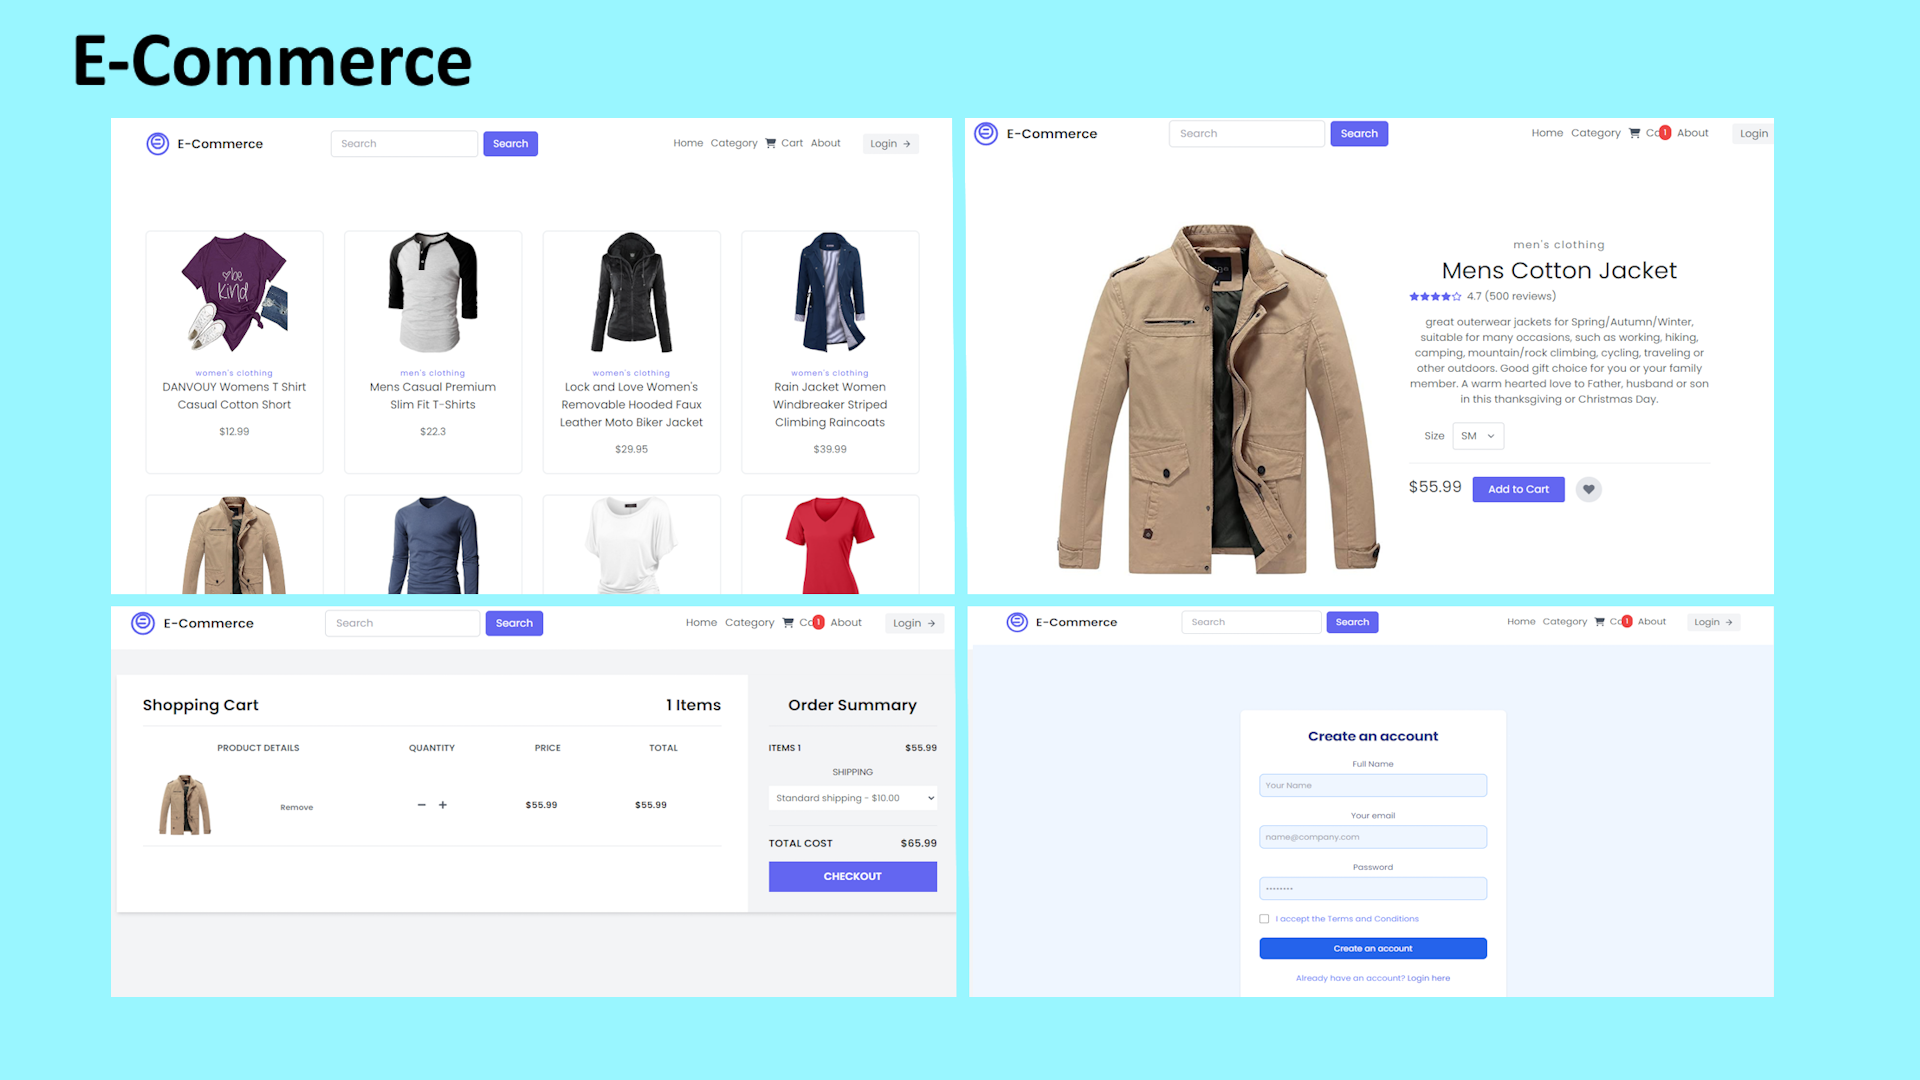 E-Commerce
E-Commerce
Search
Search
Home Category Cart About
Login →
be
kind
women's clothing
DANVOUY Womens T Shirt
Casual Cotton Short
$12.99
men's clothing
Mens Casual Premium
Slim Fit T-Shirts
$22.3
women's clothing
Lock and Love Women's
Removable Hooded Faux
Leather Moto Biker Jacket
$29.95
women's clothing
Rain Jacket Women
Windbreaker Striped
Climbing Raincoats
$39.99
E-Commerce
Search
Search
Home Category Ca 1 About
Login
men's clothing
Mens Cotton Jacket
4.7 (500 reviews)
great outerwear jackets for Spring/Autumn/Winter,
suitable for many occasions, such as working, hiking,
camping, mountain/rock climbing, cycling, traveling or
other outdoors. Good gift choice for you or your family
member. A warm hearted love to Father, husband or son
in this thanksgiving or Christmas Day.
Size SM
$55.99 Add to Cart
E-Commerce
Search
Search
Home Category Ca 1 About
Login →
Shopping Cart 1 Items
PRODUCT DETAILS QUANTITY PRICE TOTAL
Remove − + $55.99 $55.99
Order Summary
ITEMS 1 $55.99
SHIPPING
Standard shipping - $10.00
TOTAL COST $65.99
CHECKOUT
E-Commerce
Search
Search
Home Category Ca 1 About
Login →
Create an account
Full Name
Your Name
Your email
name@company.com
Password
••••••••
I accept the Terms and Conditions
Create an account
Already have an account? Login here